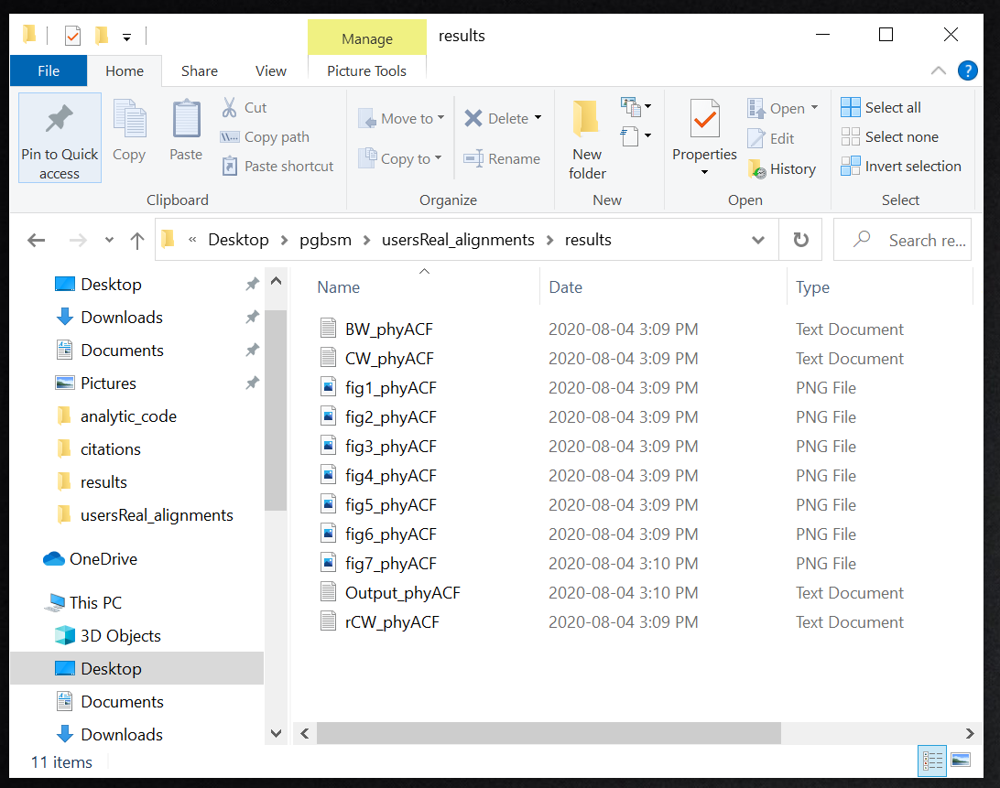 Manage results
File Home Share View Picture Tools ?
Pin to Quick access
Copy
Paste
Cut
Copy path
Paste shortcut
Clipboard
Move to
Copy to
Delete
Rename
Organize
New folder
New
Properties
Open
Edit
History
Open
Select all
Select none
Invert selection
Select
« Desktop > pgbsm > usersReal_alignments > results
Search re...
Desktop
Downloads
Documents
Pictures
analytic_code
citations
results
usersReal_alignments
OneDrive
This PC
3D Objects
Desktop
Documents
Downloads
Name Date Type
BW_phyACF 2020-08-04 3:09 PM Text Document
CW_phyACF 2020-08-04 3:09 PM Text Document
fig1_phyACF 2020-08-04 3:09 PM PNG File
fig2_phyACF 2020-08-04 3:09 PM PNG File
fig3_phyACF 2020-08-04 3:09 PM PNG File
fig4_phyACF 2020-08-04 3:09 PM PNG File
fig5_phyACF 2020-08-04 3:09 PM PNG File
fig6_phyACF 2020-08-04 3:09 PM PNG File
fig7_phyACF 2020-08-04 3:10 PM PNG File
Output_phyACF 2020-08-04 3:10 PM Text Document
rCW_phyACF 2020-08-04 3:09 PM Text Document
11 items